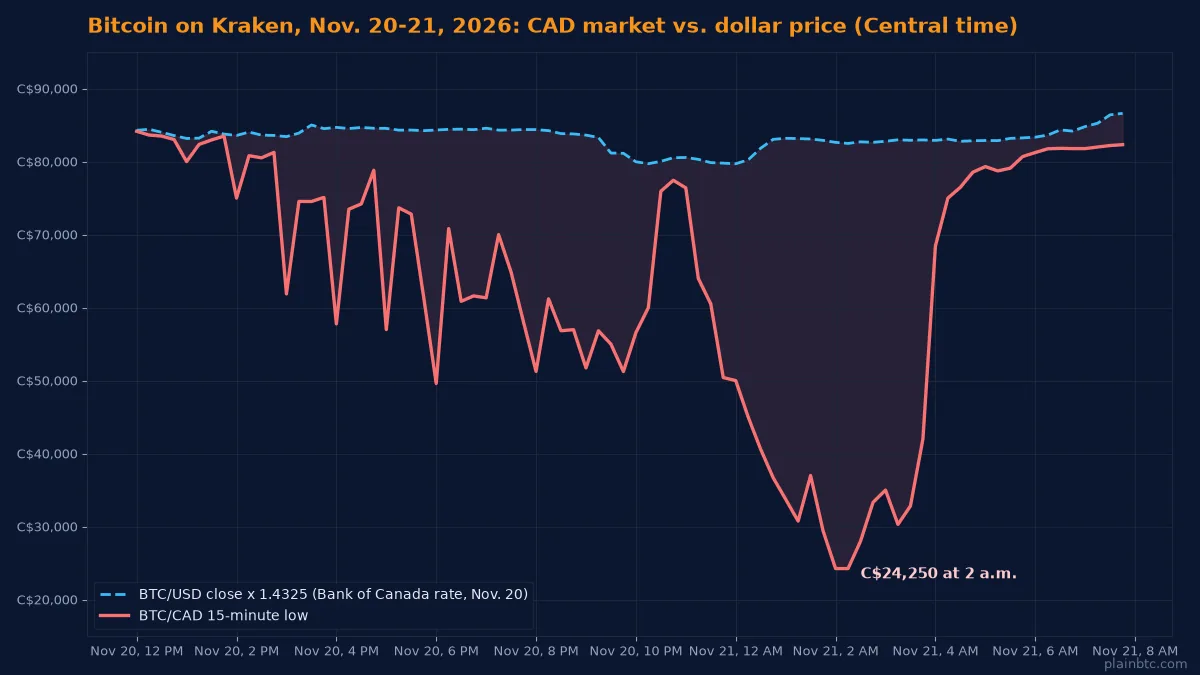 Bitcoin on Kraken, Nov. 20-21, 2026: CAD market vs. dollar price (Central time)
C$90,000
C$80,000
C$70,000
C$60,000
C$50,000
C$40,000
C$30,000
C$20,000
C$24,250 at 2 a.m.
BTC/USD close x 1.4325 (Bank of Canada rate, Nov. 20)
BTC/CAD 15-minute low
Nov 20, 12 PM Nov 20, 2 PM Nov 20, 4 PM Nov 20, 6 PM Nov 20, 8 PM Nov 20, 10 PM Nov 21, 12 AM Nov 21, 2 AM Nov 21, 4 AM Nov 21, 6 AM Nov 21, 8 AM
plainbtc.com